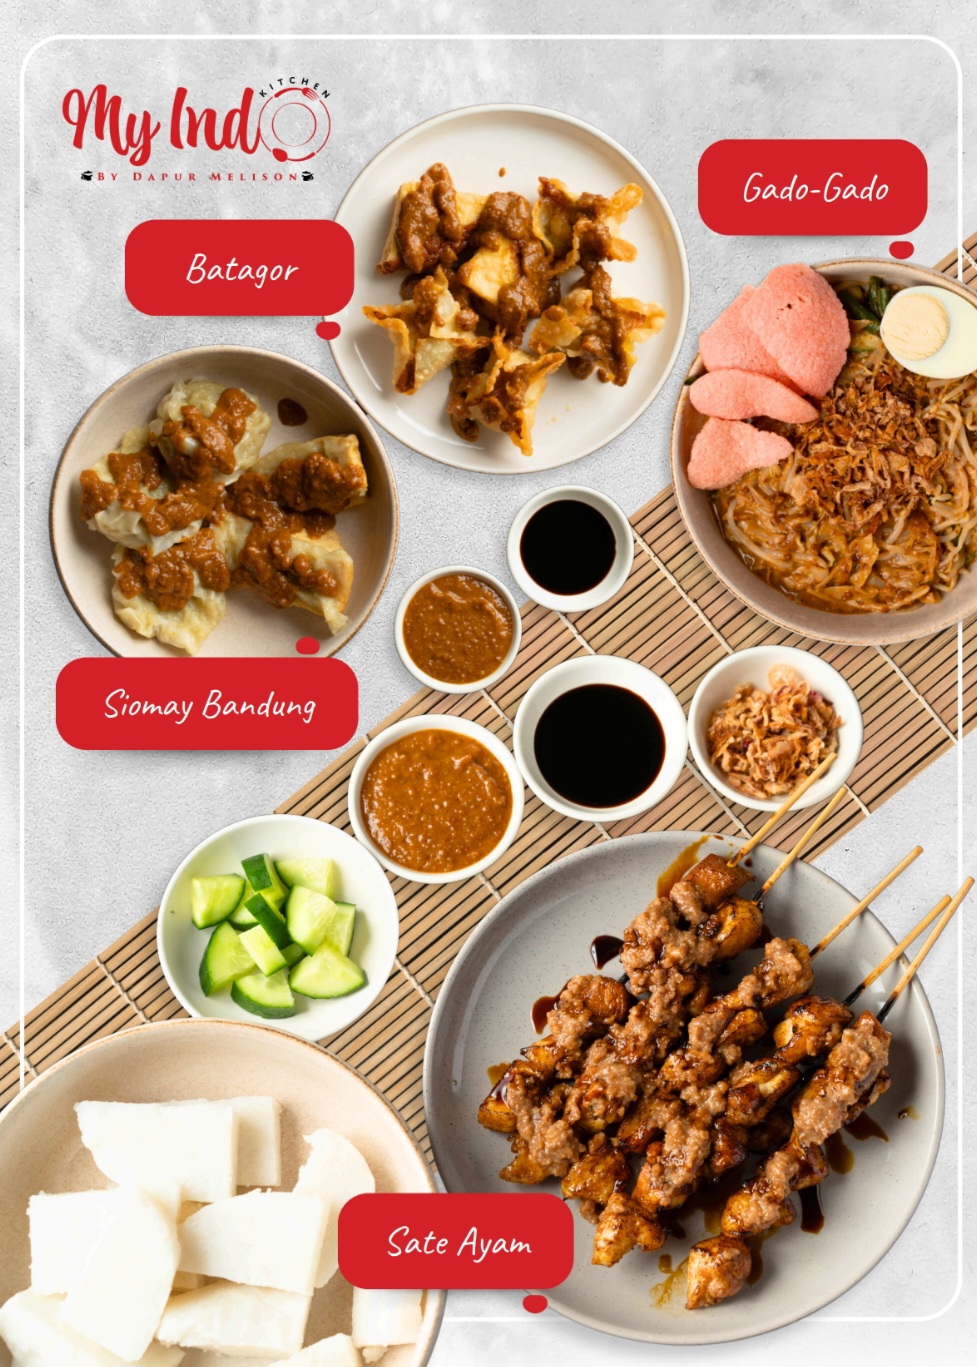 My Indo
KITCHEN
By Dapur Melison
Gado-Gado
Batagor
Siomay Bandung
Sate Ayam